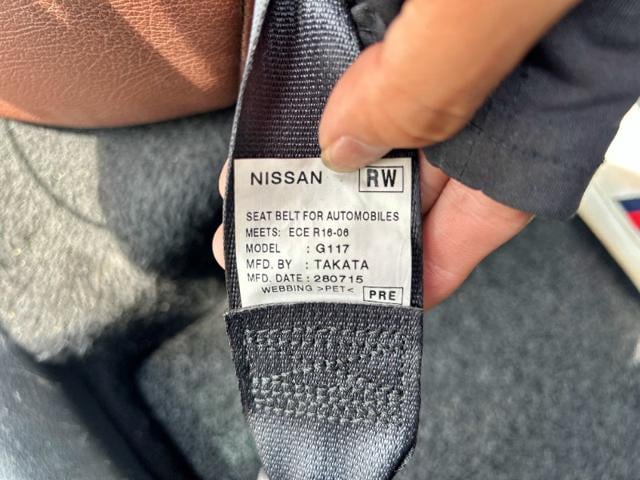 NISSAN RW
SEAT BELT FOR AUTOMOBILES
MEETS: ECE R16-06
MODEL : G117
MFD. BY : TAKATA
MFD. DATE : 280715
WEBBING >PET< PRE